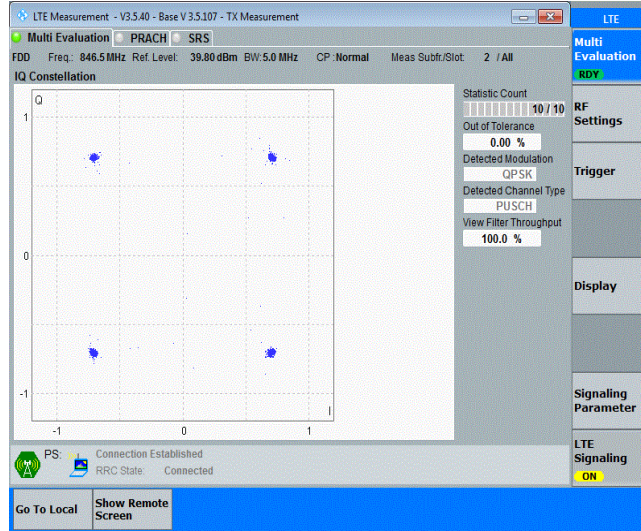 LTE Measurement - V3.5.40 - Base V 3.5.107 - TX Measurement
LTE
Multi Evaluation PRACH SRS
FDD Freq.: 846.5 MHz Ref. Level: 39.80 dBm BW: 5.0 MHz CP : Normal Meas Subfr./Slot: 2 / All
IQ Constellation
Q
1
0
-1
-1 0 1
I
Statistic Count
10 / 10
Out of Tolerance
0.00 %
Detected Modulation
QPSK
Detected Channel Type
PUSCH
View Filter Throughput
100.0 %
Multi
Evaluation
RDY
RF
Settings
Trigger
Display
Signaling
Parameter
LTE
Signaling
ON
PS: Connection Established
RRC State: Connected
Go To Local
Show Remote
Screen